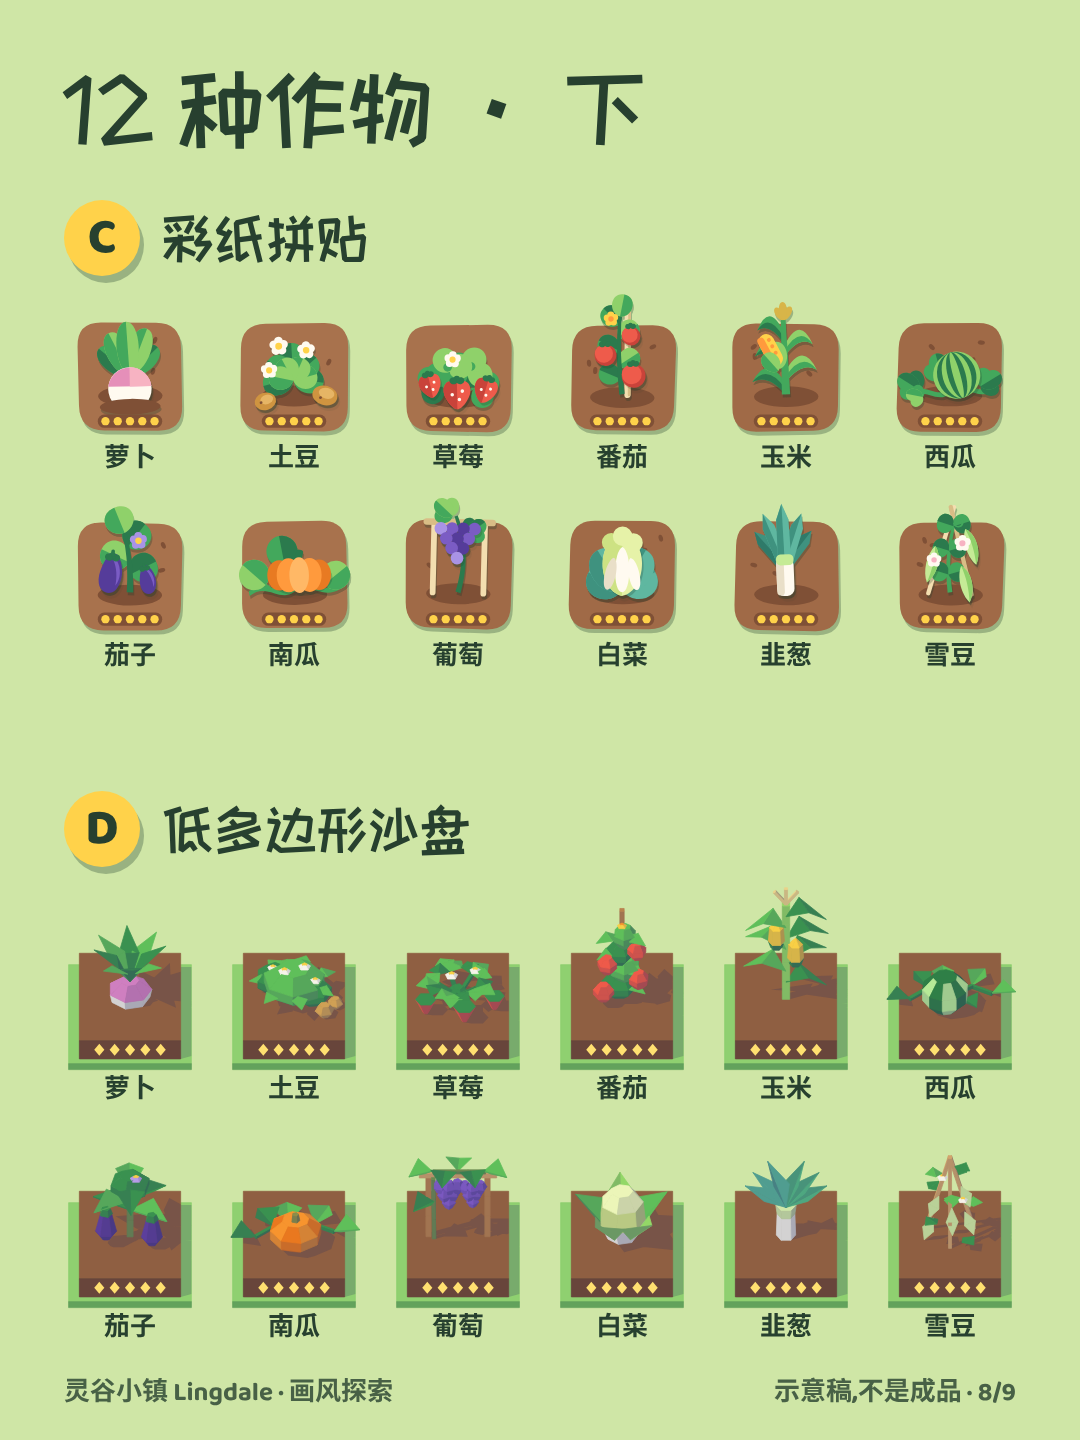 12 种作物 · 下
C 彩纸拼贴
萝卜 土豆 草莓 番茄 玉米 西瓜
茄子 南瓜 葡萄 白菜 韭葱 雪豆
D 低多边形沙盘
萝卜 土豆 草莓 番茄 玉米 西瓜
茄子 南瓜 葡萄 白菜 韭葱 雪豆
灵谷小镇 Lingdale · 画风探索 示意稿,不是成品 · 8/9